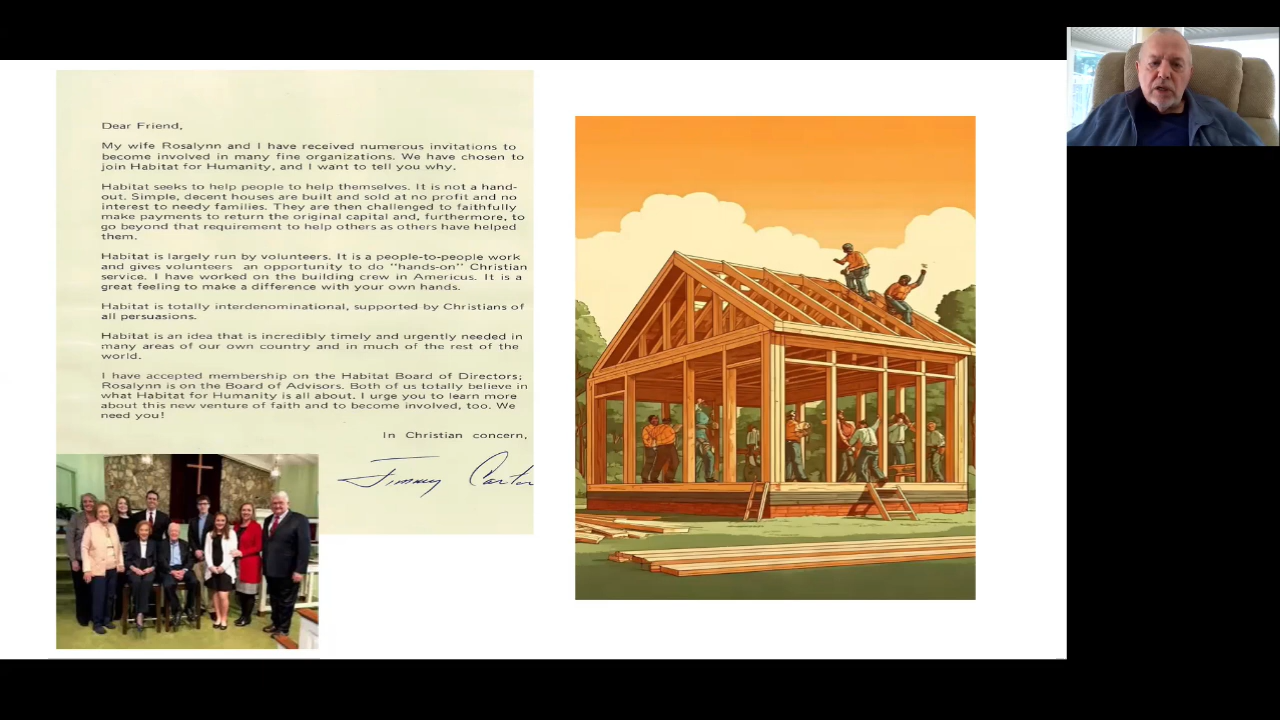 Dear Friend,
My wife Rosalynn and I have received numerous invitations to
become involved in many fine organizations. We have chosen to
join Habitat for Humanity, and I want to tell you why.
Habitat seeks to help people to help themselves. It is not a hand-
out. Simple, decent houses are built and sold at no profit and no
interest to needy families. They are then challenged to faithfully
make payments to return the original capital and, furthermore, to
go beyond that requirement to help others as others have helped
them.
Habitat is largely run by volunteers. It is a people-to-people work
and gives volunteers an opportunity to do "hands-on" Christian
service. I have worked on the building crew in Americus. It is a
great feeling to make a difference with your own hands.
Habitat is totally interdenominational, supported by Christians of
all persuasions.
Habitat is an idea that is incredibly timely and urgently needed in
many areas of our own country and in much of the rest of the
world.
I have accepted membership on the Habitat Board of Directors;
Rosalynn is on the Board of Advisors. Both of us totally believe in
what Habitat for Humanity is all about. I urge you to learn more
about this new venture of faith and to become involved, too. We
need you!
In Christian concern,
Jimmy Carter